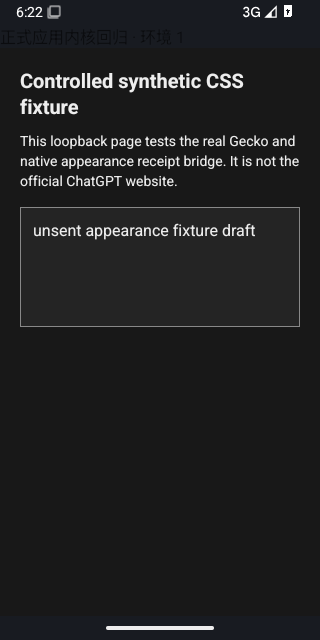 6:22 3G
正式应用内核回归 · 环境 1
Controlled synthetic CSS
fixture
This loopback page tests the real Gecko and
native appearance receipt bridge. It is not the
official ChatGPT website.
unsent appearance fixture draft